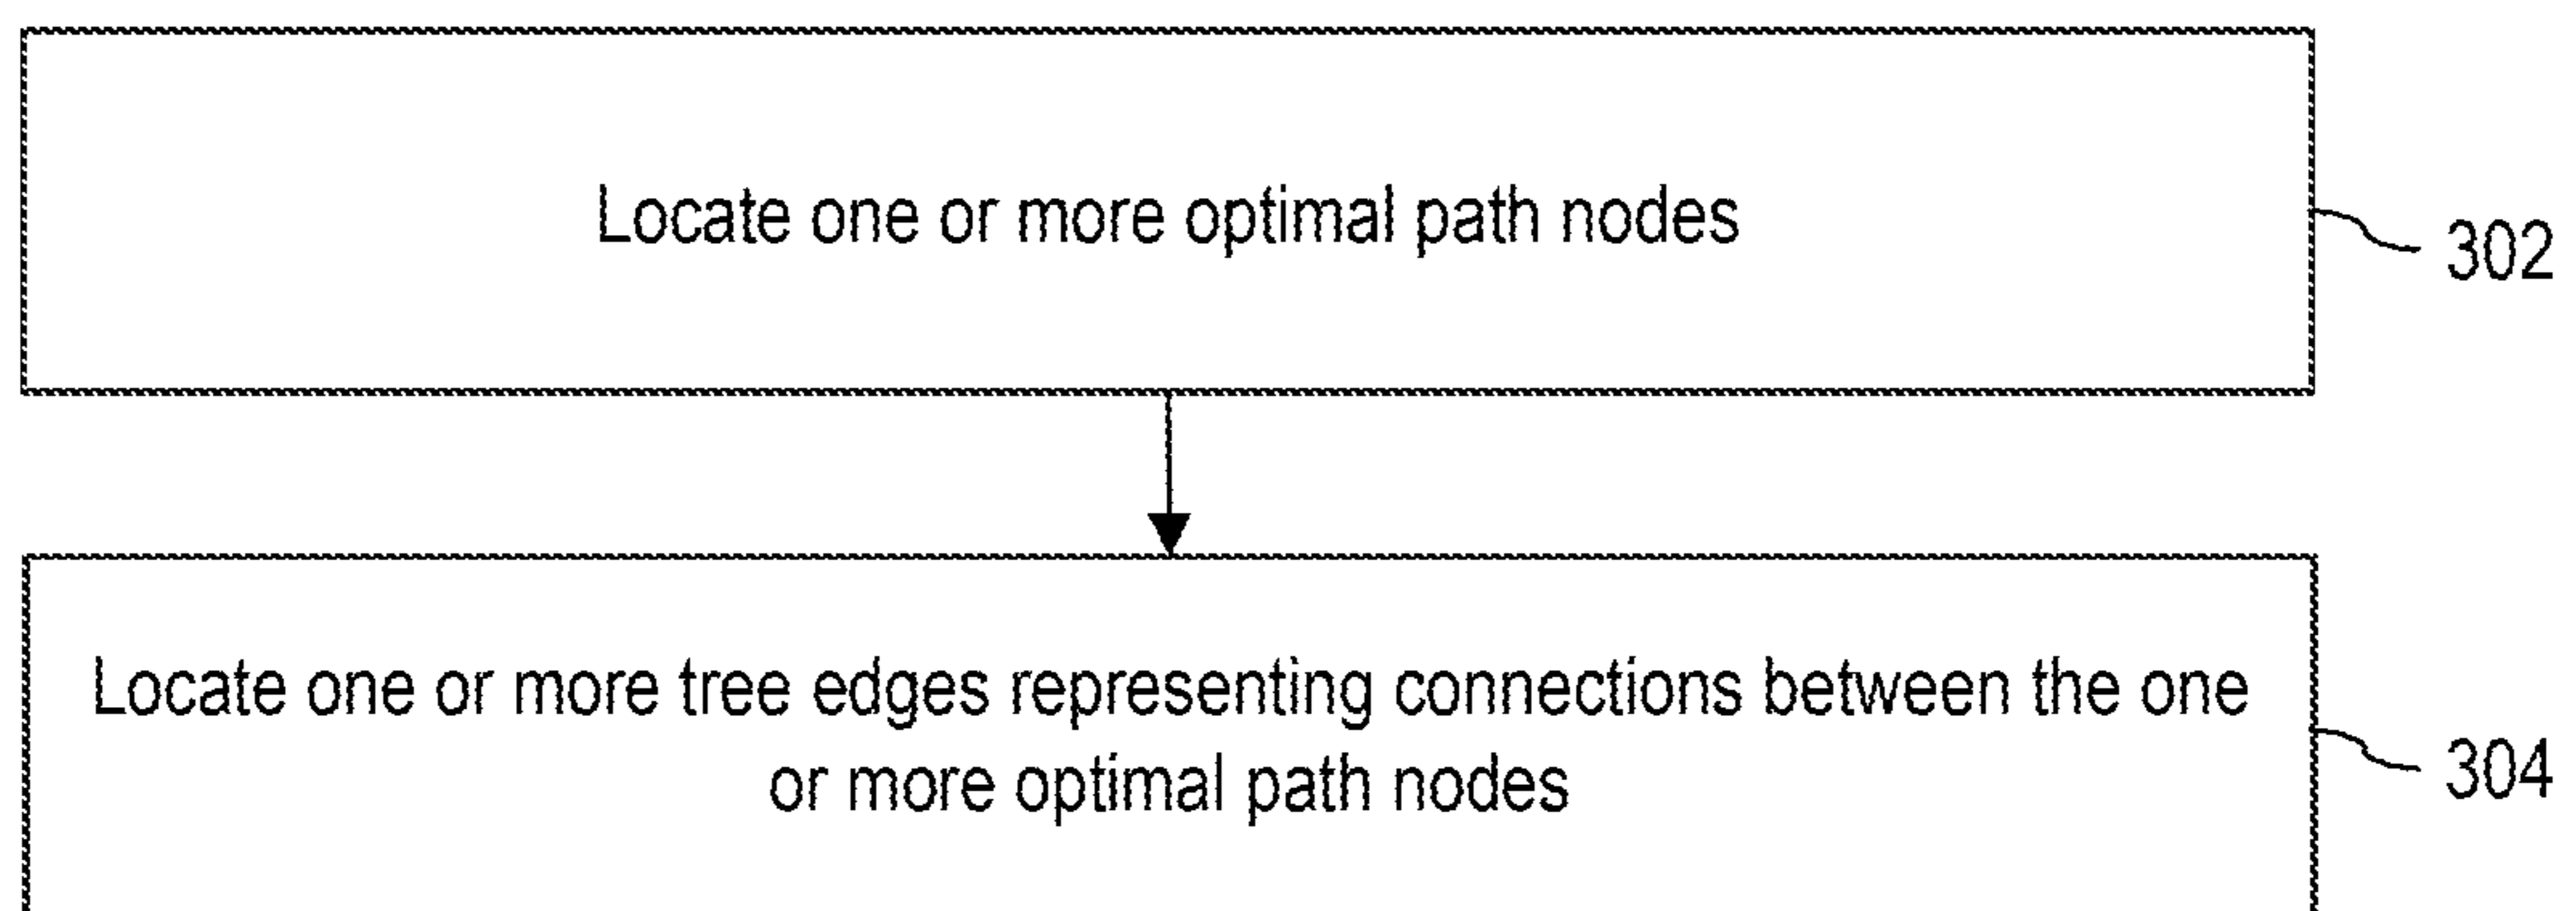 Locate one or more optimal path nodes
302
Locate one or more tree edges representing connections between the one
or more optimal path nodes
304